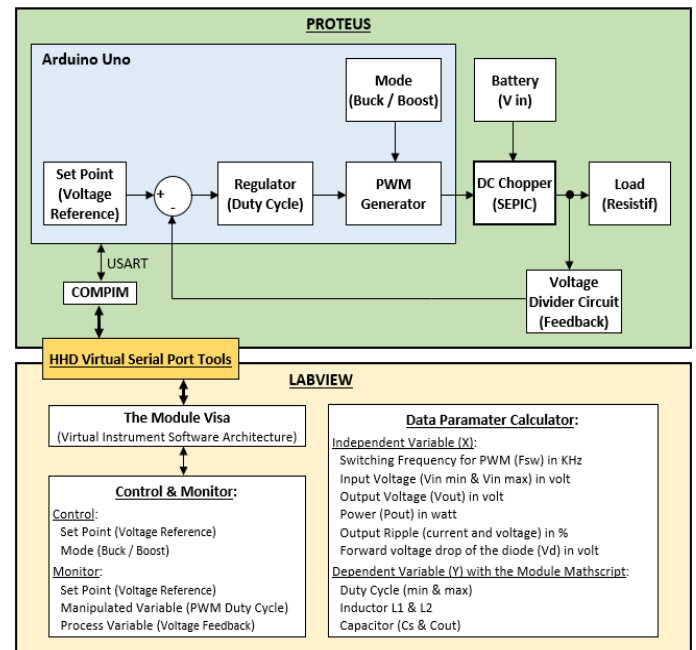 PROTEUS
Arduino Uno
Mode
(Buck / Boost)
Battery
(V in)
Set Point
(Voltage
Reference)
+
-
Regulator
(Duty Cycle)
PWM
Generator
DC Chopper
(SEPIC)
Load
(Resistif)
USART
COMPIM
Voltage
Divider Circuit
(Feedback)
HHD Virtual Serial Port Tools
LABVIEW
The Module Visa
(Virtual Instrument Software Architecture)
Control & Monitor:
Control:
Set Point (Voltage Reference)
Mode (Buck / Boost)
Monitor:
Set Point (Voltage Reference)
Manipulated Variable (PWM Duty Cycle)
Process Variable (Voltage Feedback)
Data Paramater Calculator:
Independent Variable (X):
Switching Frequency for PWM (Fsw) in KHz
Input Voltage (Vin min & Vin max) in volt
Output Voltage (Vout) in volt
Power (Pout) in watt
Output Ripple (current and voltage) in %
Forward voltage drop of the diode (Vd) in volt
Dependent Variable (Y) with the Module Mathscript:
Duty Cycle (min & max)
Inductor L1 & L2
Capacitor (Cs & Cout)